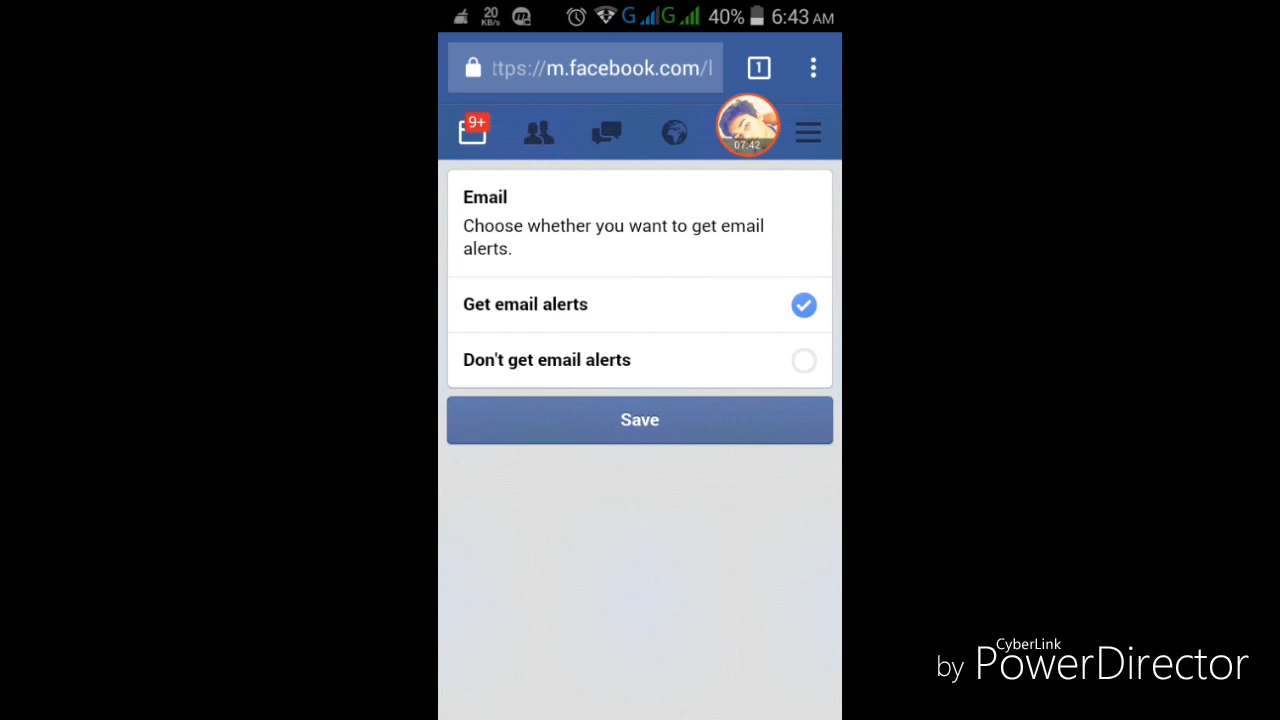 20
KB/s
G
G
40%
6:43 AM
ttps://m.facebook.com/l
1
9+
07:42
Email
Choose whether you want to get email
alerts.
Get email alerts
Don't get email alerts
Save
CyberLink
by PowerDirector